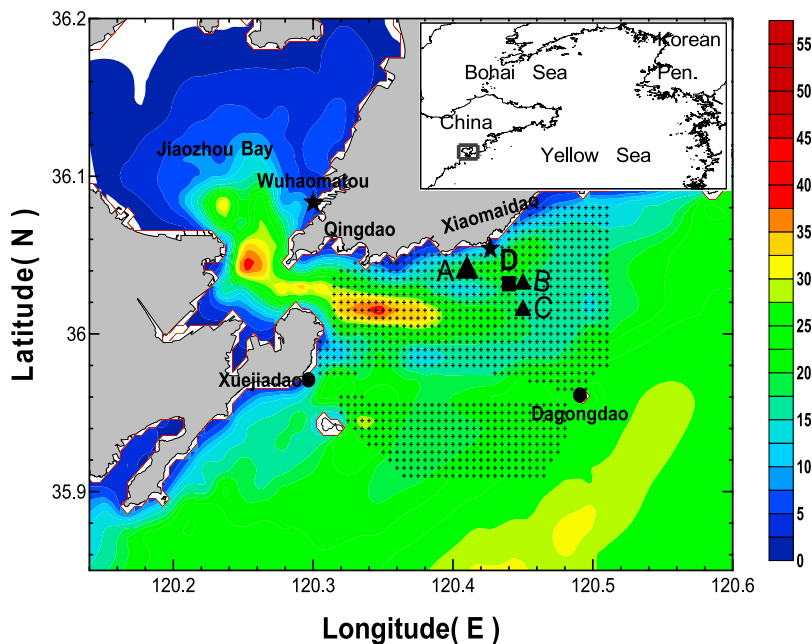 36.2
36.1
36
35.9
Latitude( N )
120.2
120.3
120.4
120.5
120.6
Longitude( E )
Jiaozhou Bay
Wuhaomatou
Qingdao
Xiaomaidao
A
D
B
C
Xuejiadao
Dagongdao
Korean
Bohai Sea
Pen.
China
Yellow Sea
55
50
45
40
35
30
25
20
15
10
5
0